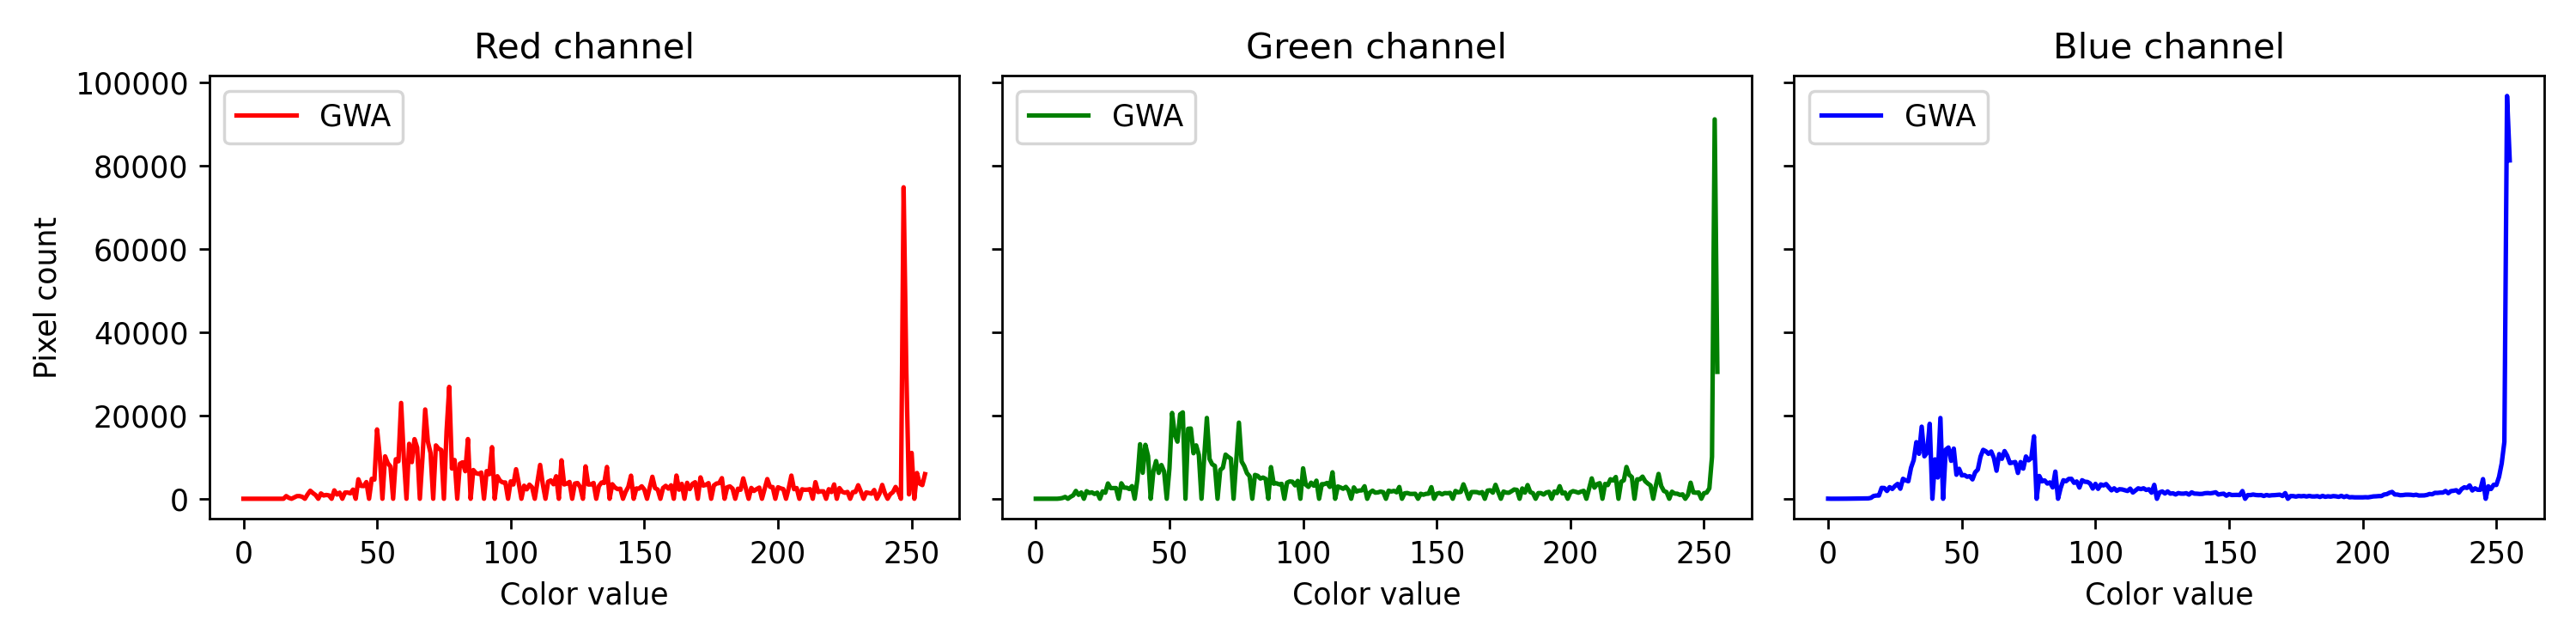 Red channel
Green channel
Blue channel
GWA
GWA
GWA
Pixel count
100000
80000
60000
40000
20000
0
0 50 100 150 200 250
0 50 100 150 200 250
0 50 100 150 200 250
Color value
Color value
Color value